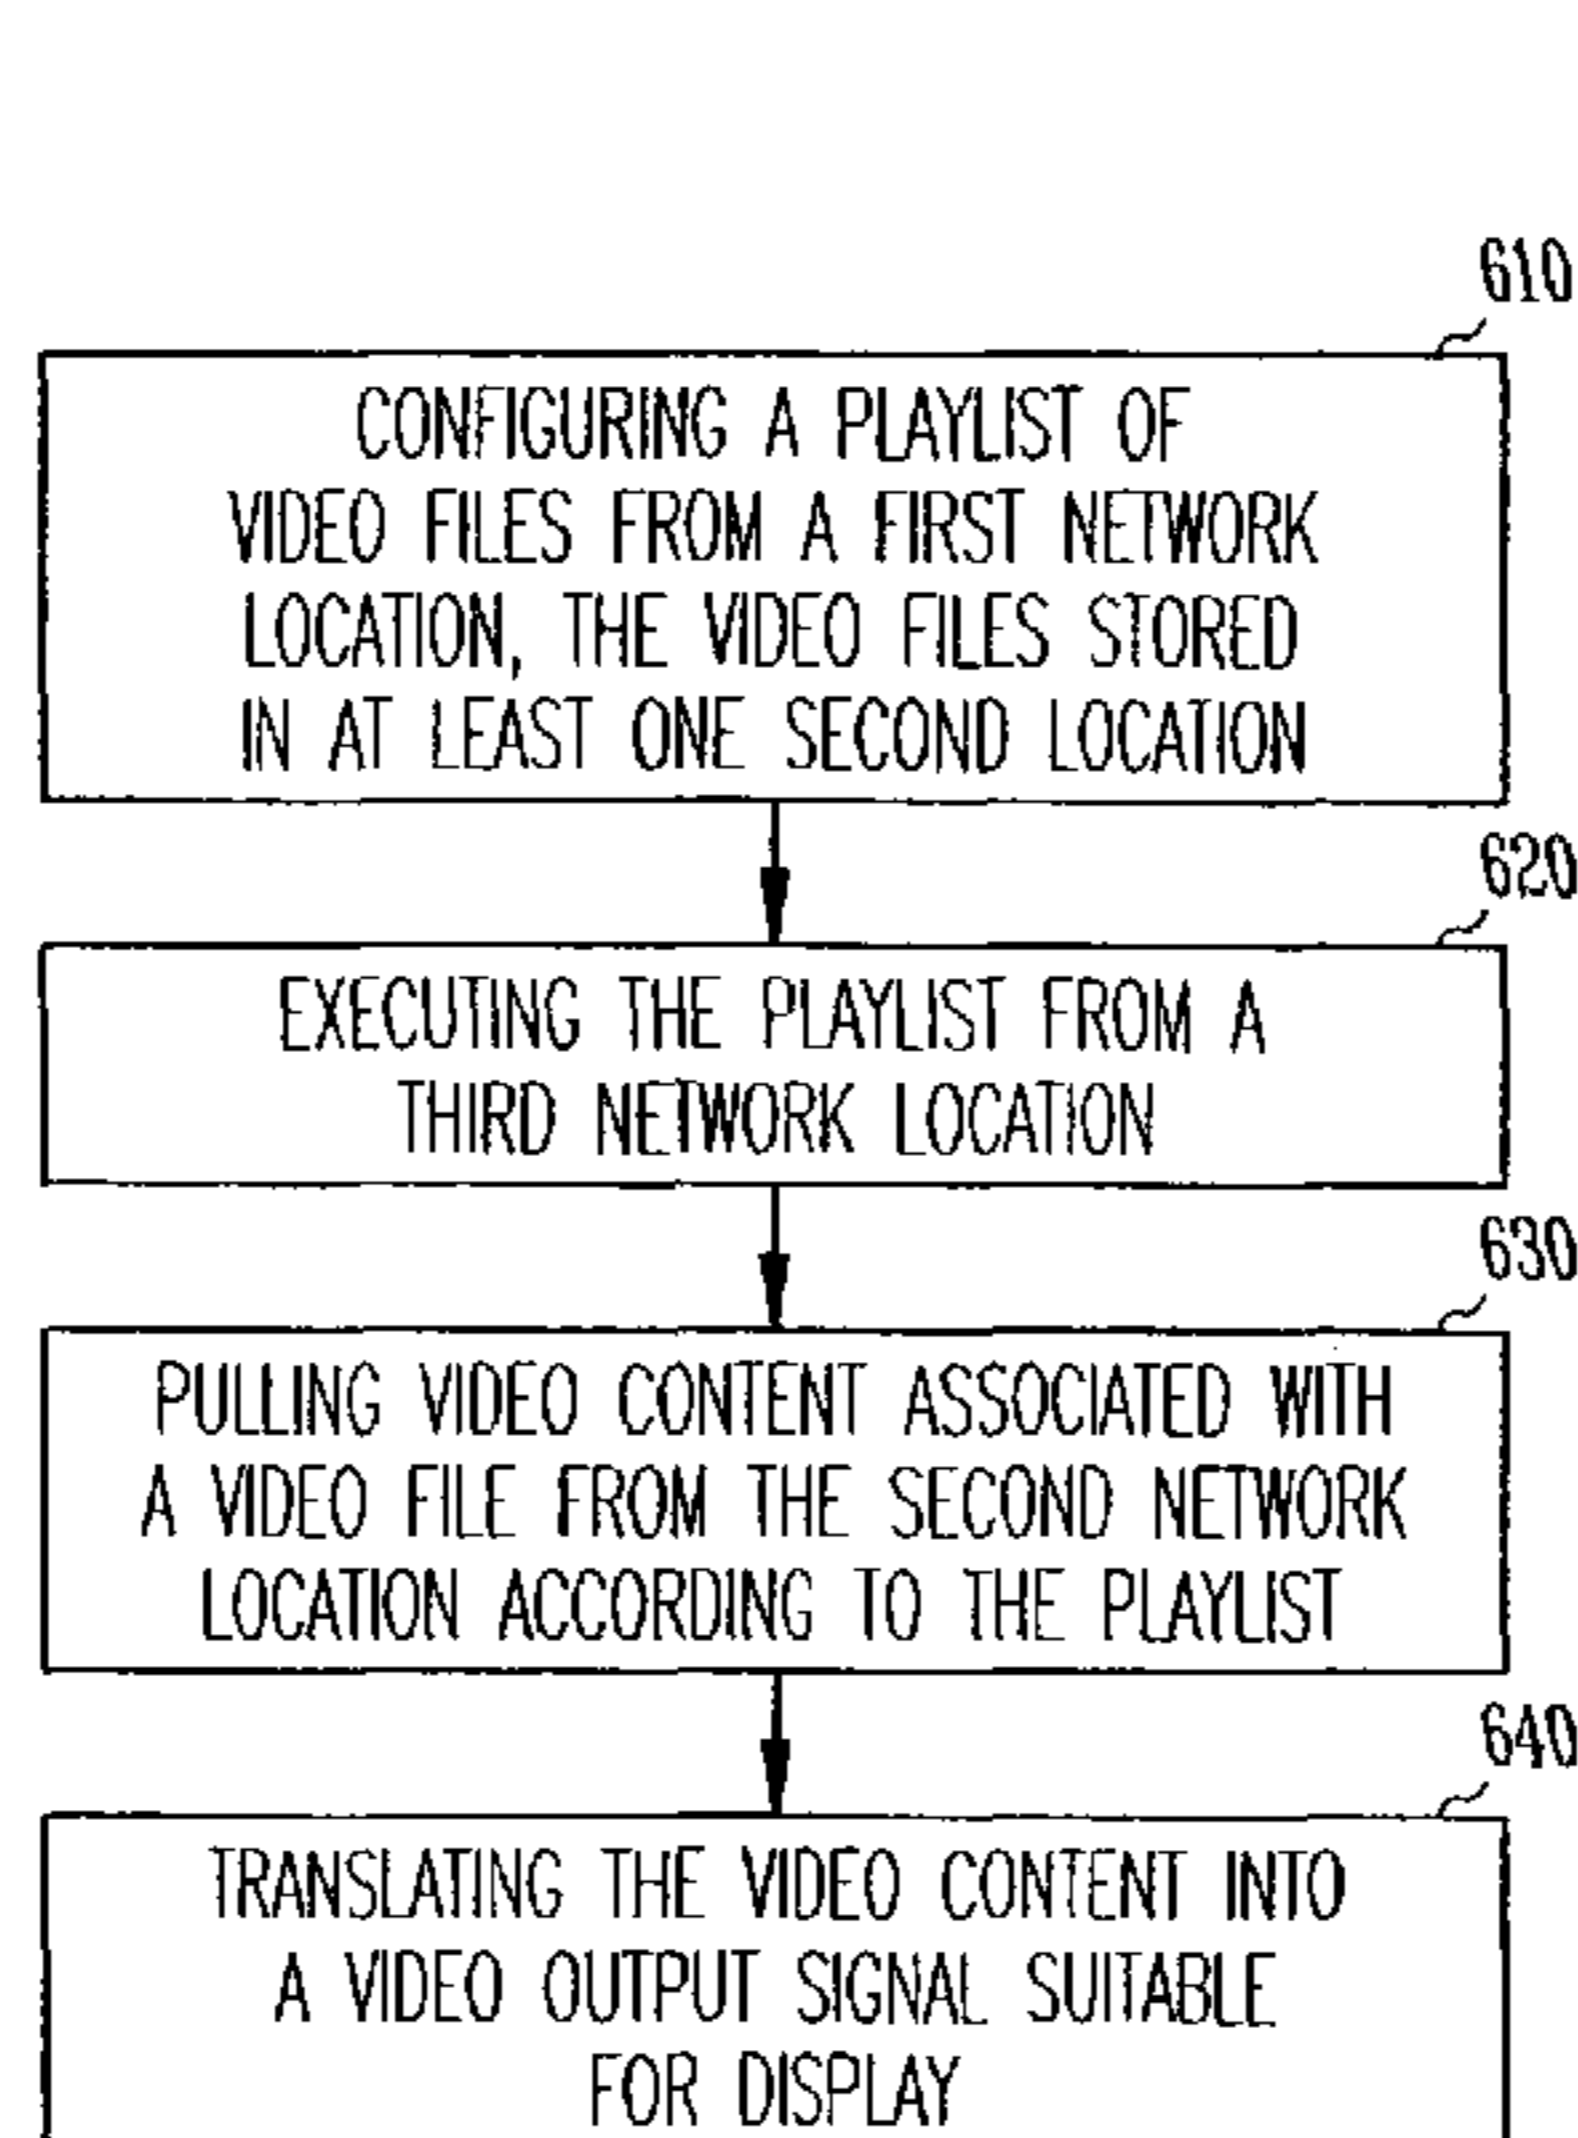 610
CONFIGURING A PLAYLIST OF
VIDEO FILES FROM A FIRST NETWORK
LOCATION, THE VIDEO FILES STORED
IN AT LEAST ONE SECOND LOCATION
620
EXECUTING THE PLAYLIST FROM A
THIRD NETWORK LOCATION
630
PULLING VIDEO CONTENT ASSOCIATED WITH
A VIDEO FILE FROM THE SECOND NETWORK
LOCATION ACCORDING TO THE PLAYLIST
640
TRANSLATING THE VIDEO CONTENT INTO
A VIDEO OUTPUT SIGNAL SUITABLE
FOR DISPLAY